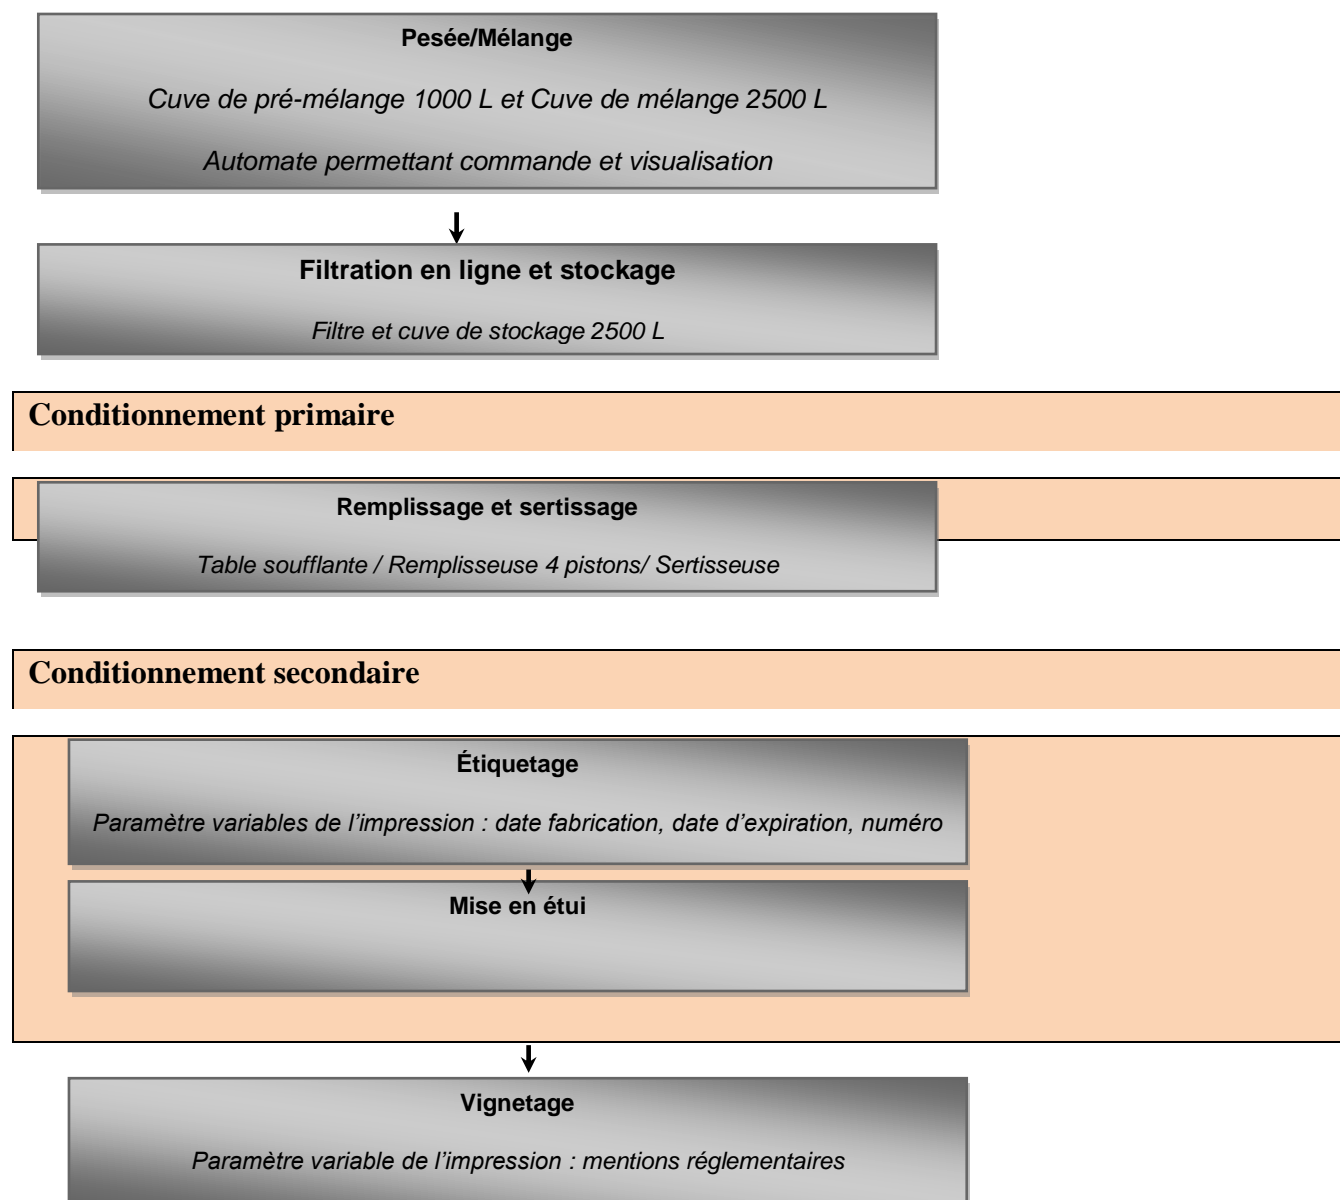 Pesée/Mélange
Cuve de pré-mélange 1000 L et Cuve de mélange 2500 L
Automate permettant commande et visualisation
Filtration en ligne et stockage
Filtre et cuve de stockage 2500 L
Conditionnement primaire
Remplissage et sertissage
Table soufflante / Remplisseuse 4 pistons/ Sertisseuse
Conditionnement secondaire
Étiquetage
Paramètre variables de l’impression : date fabrication, date d’expiration, numéro
Mise en étui
Vignetage
Paramètre variable de l’impression : mentions réglementaires